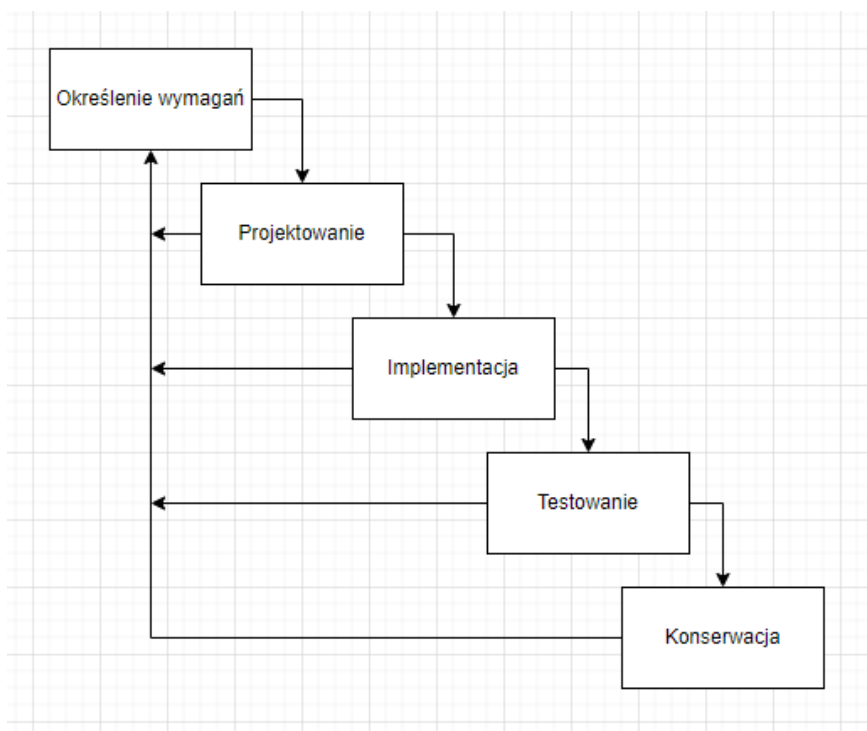 Określenie wymagań
Projektowanie
Implementacja
Testowanie
Konserwacja